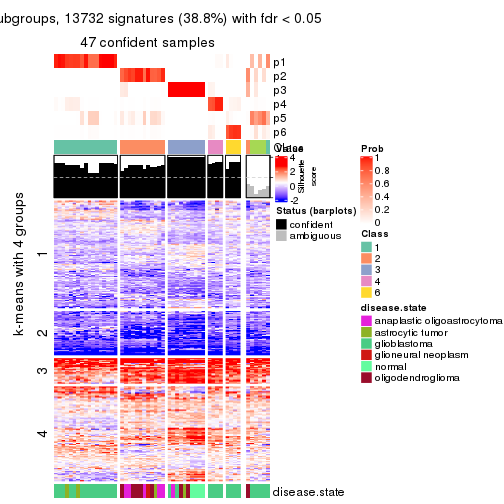 ubgroups, 13732 signatures (38.8%) with fdr < 0.05
47 confident samples
p1
p2
p3
p4
p5
p6
Class
Value
4
2
0
-2
Silhouette
score
Prob
1
0.8
0.6
0.4
0.2
0
Status (barplots)
confident
ambiguous
Class
1
2
3
4
6
disease.state
anaplastic oligoastrocytoma
astrocytic tumor
glioblastoma
glioneural neoplasm
normal
oligodendroglioma
k-means with 4 groups
1
2
3
4
disease.state